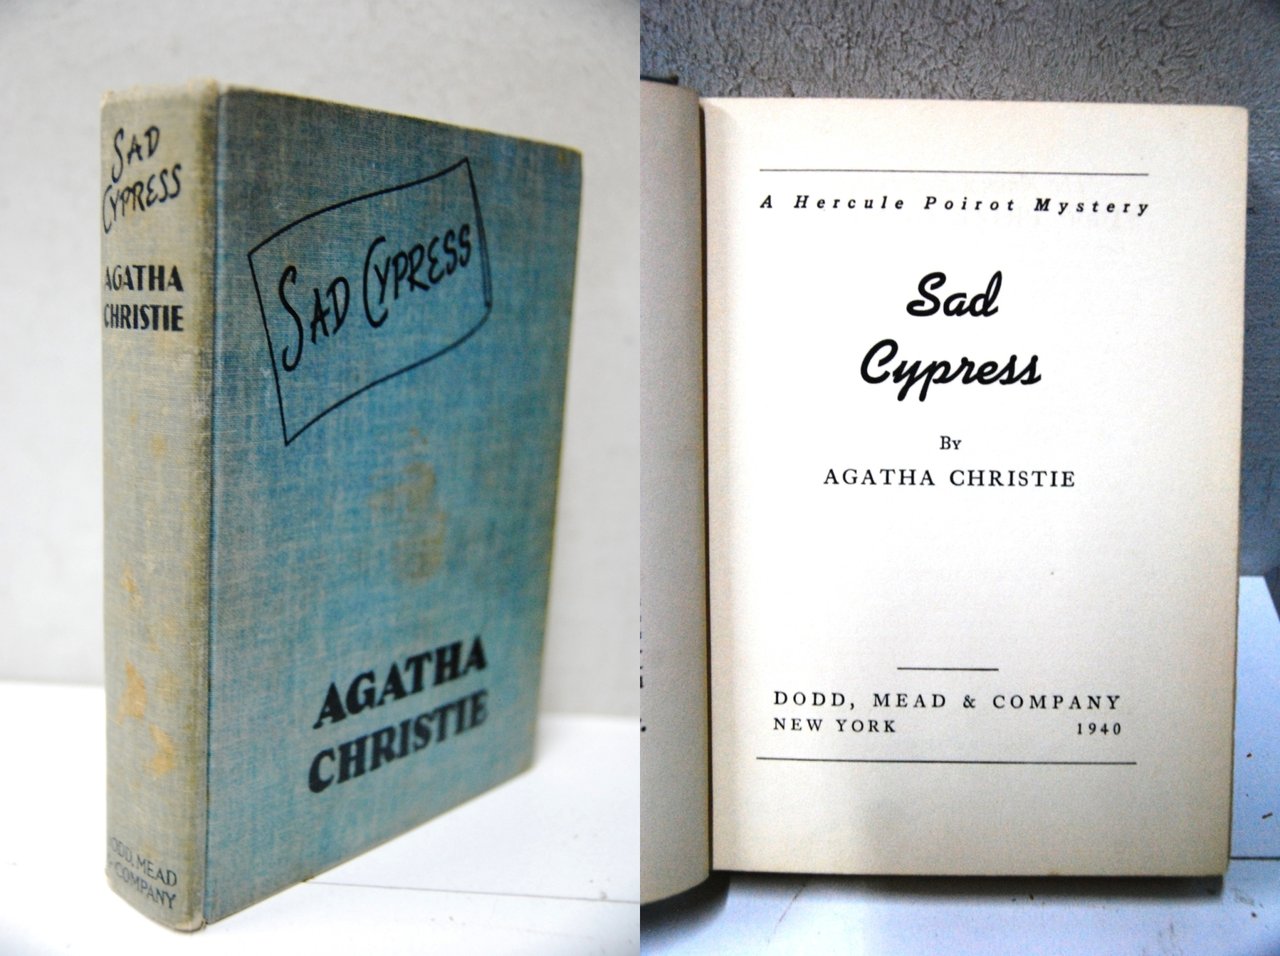 SAD
CYPRESS
AGATHA
CHRISTIE
DODD, MEAD
& COMPANY
SAD CYPRESS
AGATHA
CHRISTIE
A Hercule Poirot Mystery
Sad
Cypress
By
AGATHA CHRISTIE
DODD, MEAD & COMPANY
NEW YORK 1940